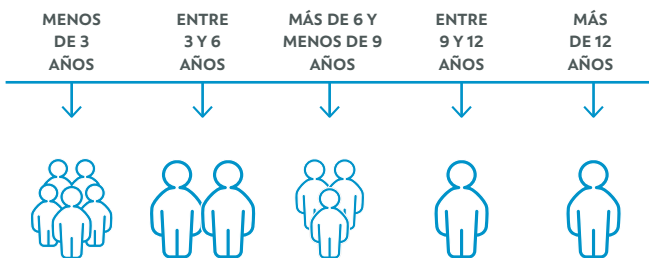 MENOS
DE 3
AÑOS
ENTRE
3 Y 6
AÑOS
MÁS DE 6 Y
MENOS DE 9
AÑOS
ENTRE
9 Y 12
AÑOS
MÁS
DE 12
AÑOS